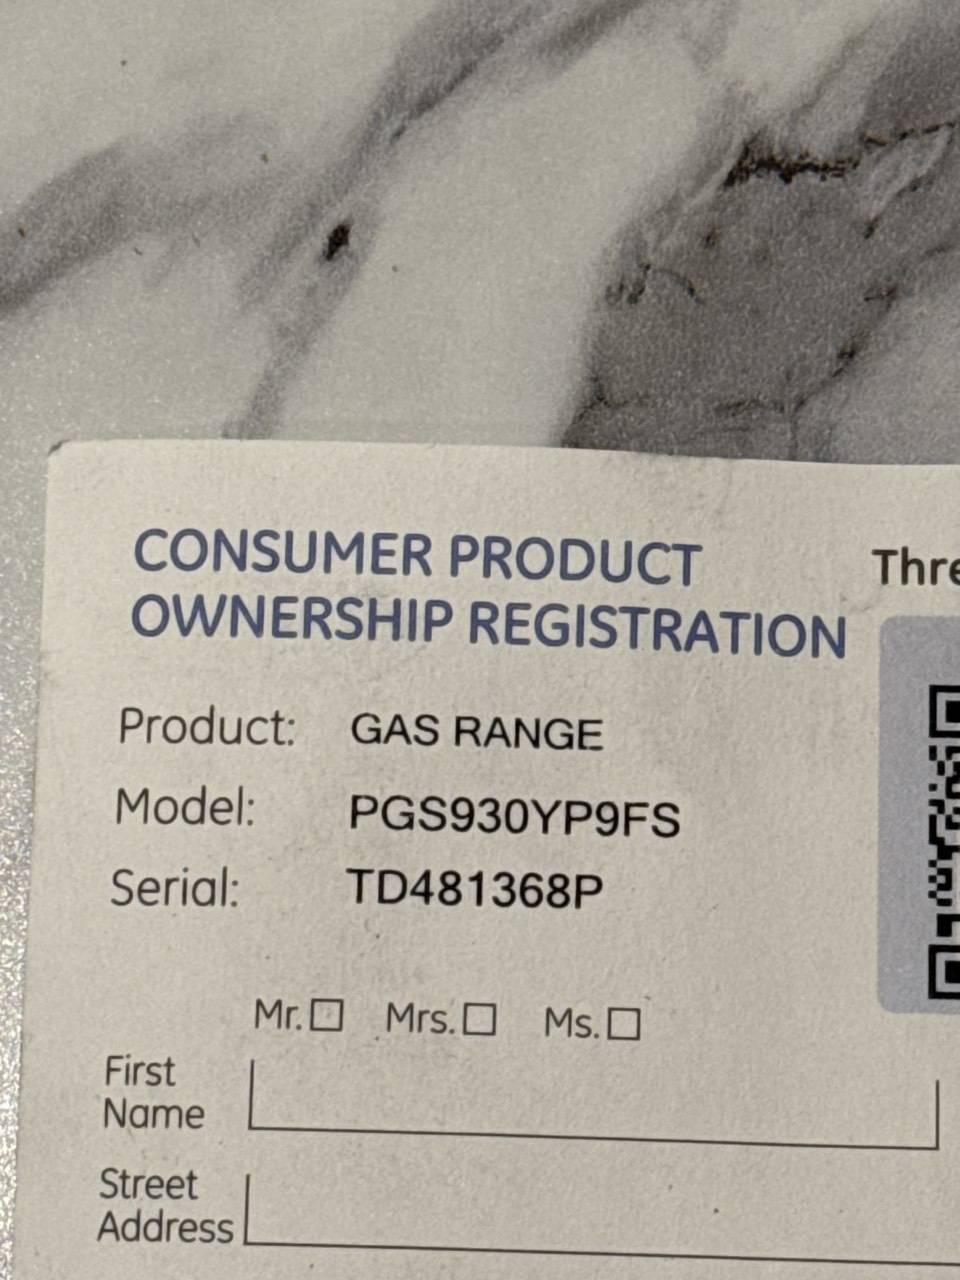 CONSUMER PRODUCT
OWNERSHIP REGISTRATION
Product: GAS RANGE
Model: PGS930YP9FS
Serial: TD481368P
Mr. Mrs. Ms.
First
Name
Street
Address